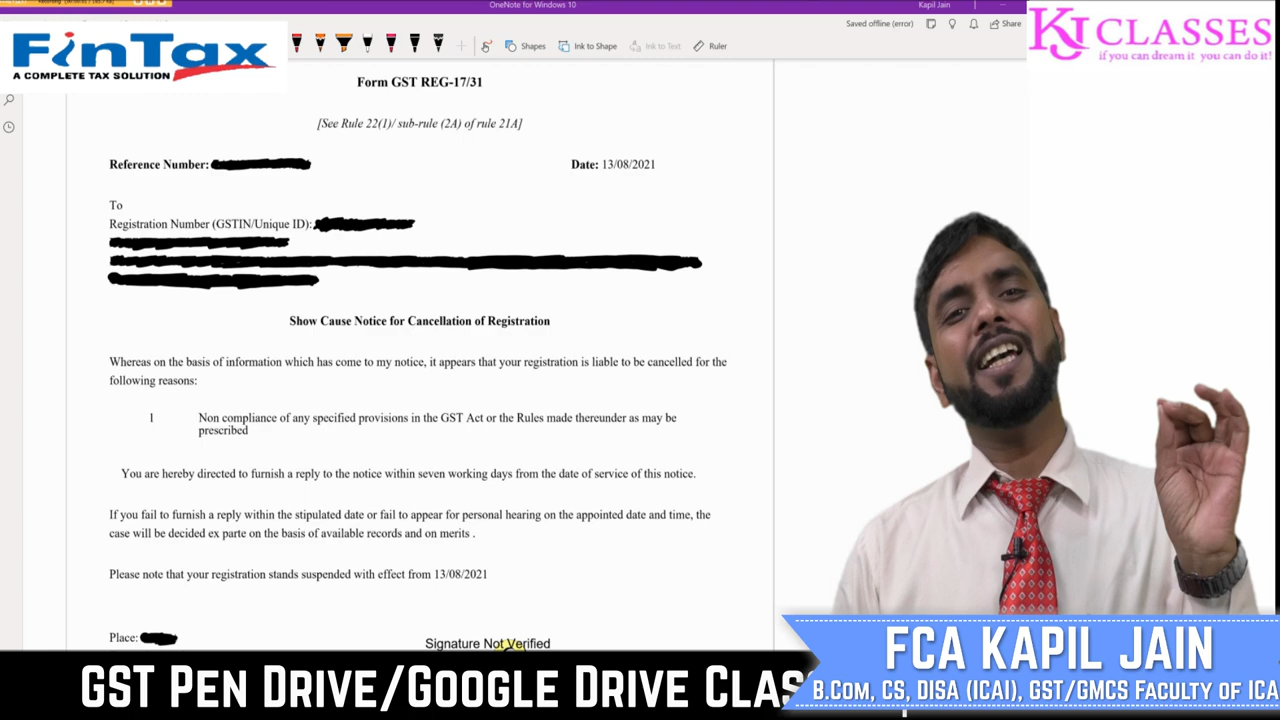 OneNote for Windows 10
Kapil Jain
Saved offline (error)
Share
FinTax
A COMPLETE TAX SOLUTION
Shapes
Ink to Shape
Ink to Text
Ruler
KJ CLASSES
if you can dream it you can do it!
Form GST REG-17/31
[See Rule 22(1)/ sub-rule (2A) of rule 21A]
Reference Number:
Date: 13/08/2021
To
Registration Number (GSTIN/Unique ID):
Show Cause Notice for Cancellation of Registration
Whereas on the basis of information which has come to my notice, it appears that your registration is liable to be cancelled for the
following reasons:
1 Non compliance of any specified provisions in the GST Act or the Rules made thereunder as may be
prescribed
You are hereby directed to furnish a reply to the notice within seven working days from the date of service of this notice.
If you fail to furnish a reply within the stipulated date or fail to appear for personal hearing on the appointed date and time, the
case will be decided ex parte on the basis of available records and on merits .
Please note that your registration stands suspended with effect from 13/08/2021
Place:
Signature Not Verified
FCA KAPIL JAIN
B.Com, CS, DISA (ICAI), GST/GMCS Faculty of ICA
GST Pen Drive/Google Drive Clas